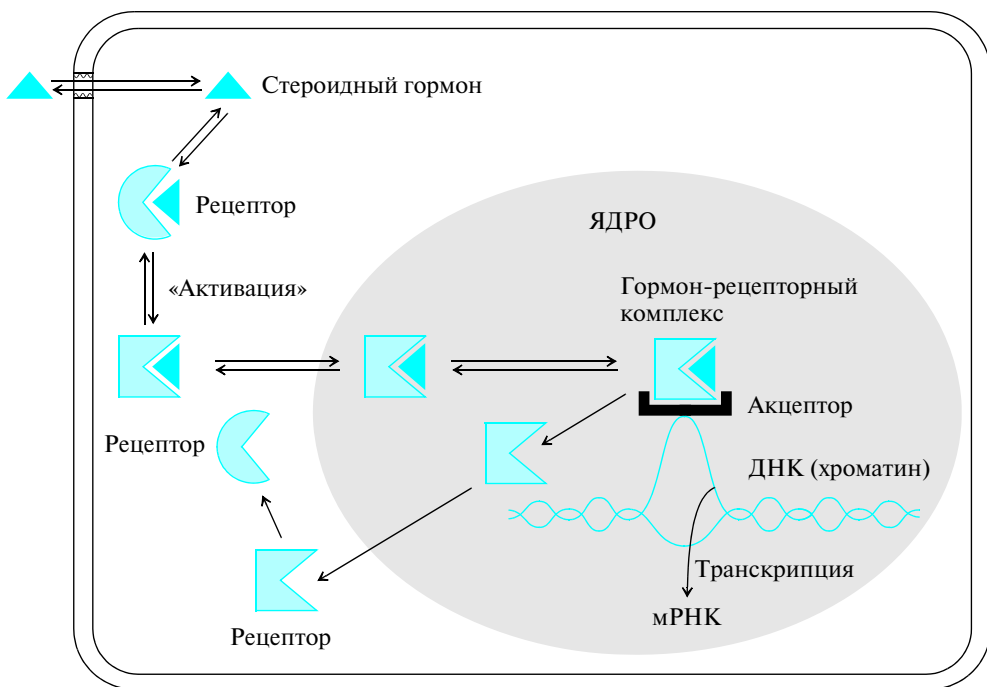 Стероидный гормон
Рецептор
ЯДРО
«Активация»
Гормон-рецепторный
комплекс
Акцептор
Рецептор
ДНК (хроматин)
Транскрипция
мРНК
Рецептор